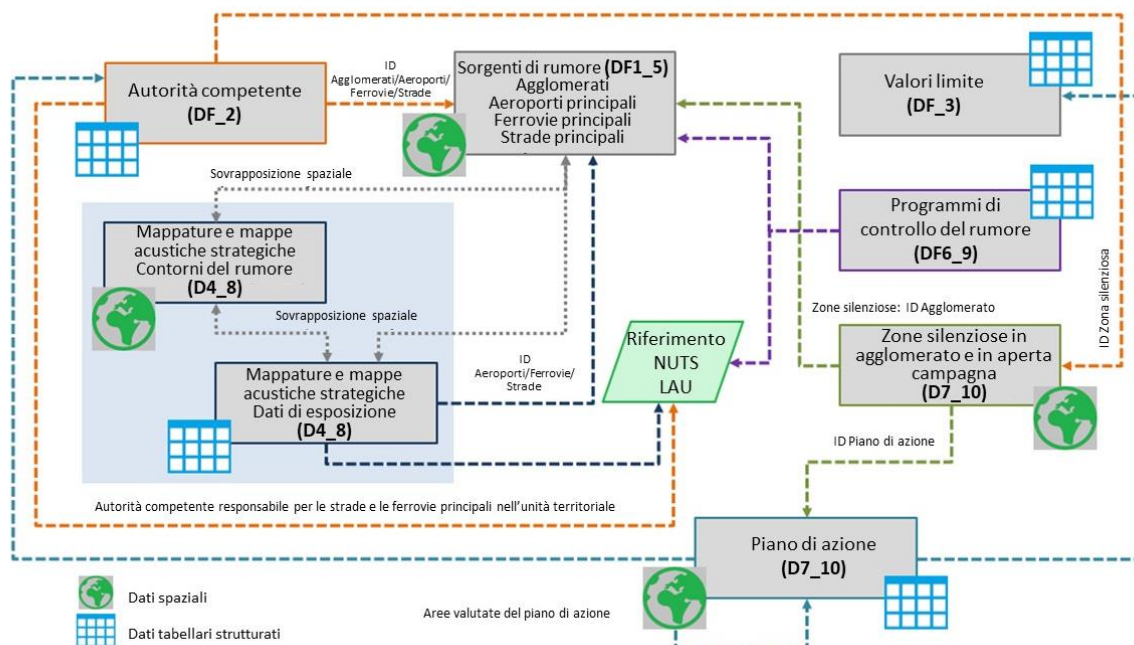 ID
Agglomerati/Aeroporti/
Ferrovie/Strade
Autorità competente
(DF_2)
Sorgenti di rumore (DF1_5)
Agglomerati
Aeroporti principali
Ferrovie principali
Strade principali
Valori limite
(DF_3)
Sovrapposizione spaziale
Mappature e mappe
acustiche strategiche
Contorni del rumore
(D4_8)
Programmi di
controllo del rumore
(DF6_9)
Sovrapposizione spaziale
Zone silenziose: ID Agglomerato
ID Zona silenziosa
Riferimento
NUTS
LAU
Zone silenziose in
agglomerato e in aperta
campagna
(D7_10)
ID
Aeroporti/Ferrovie/
Strade
Mappature e mappe
acustiche strategiche
Dati di esposizione
(D4_8)
ID Piano di azione
Autorità competente responsabile per le strade e le ferrovie principali nell'unità territoriale
Piano di azione
(D7_10)
Dati spaziali
Aree valutate del piano di azione
Dati tabellari strutturati